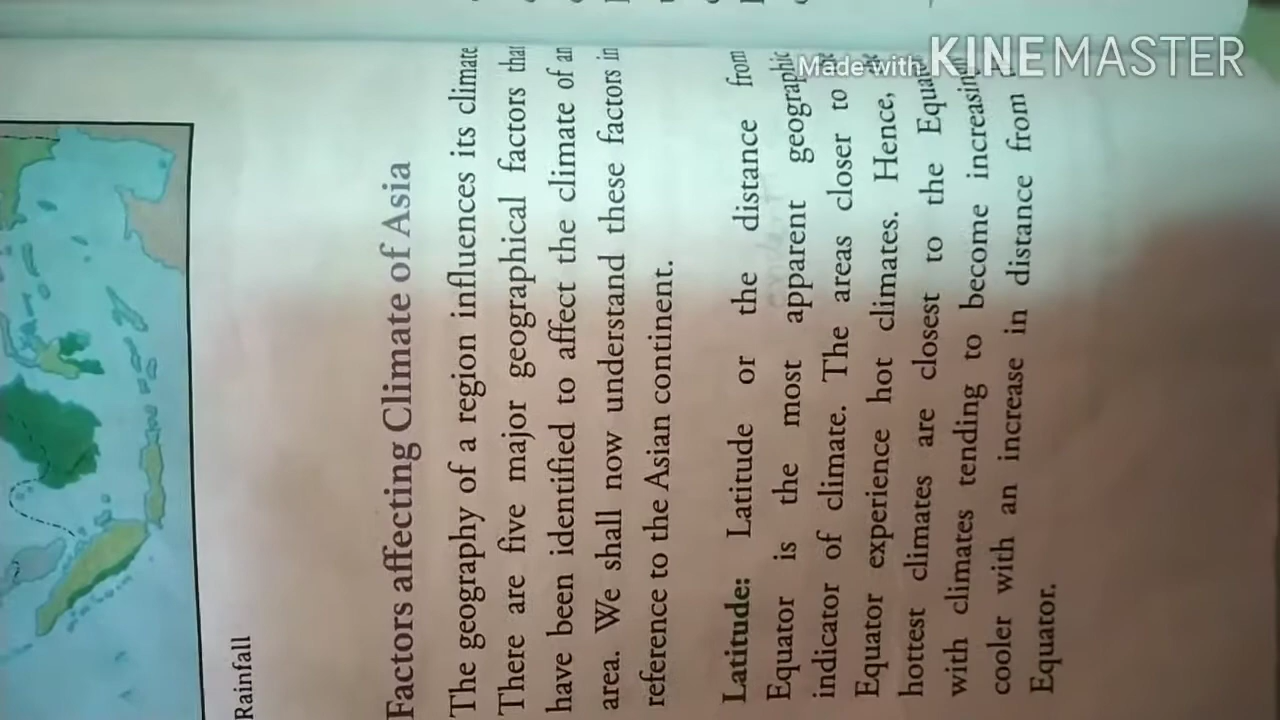 Made with KINEMASTER
Rainfall
Factors affecting Climate of Asia
The geography of a region influences its climate
There are five major geographical factors that
have been identified to affect the climate of an
area. We shall now understand these factors in
reference to the Asian continent.
Latitude: Latitude or the distance from
Equator is the most apparent geographic
indicator of climate. The areas closer to
Equator experience hot climates. Hence,
hottest climates are closest to the
with climates tending to become
cooler with an increase in distance from
Equator.